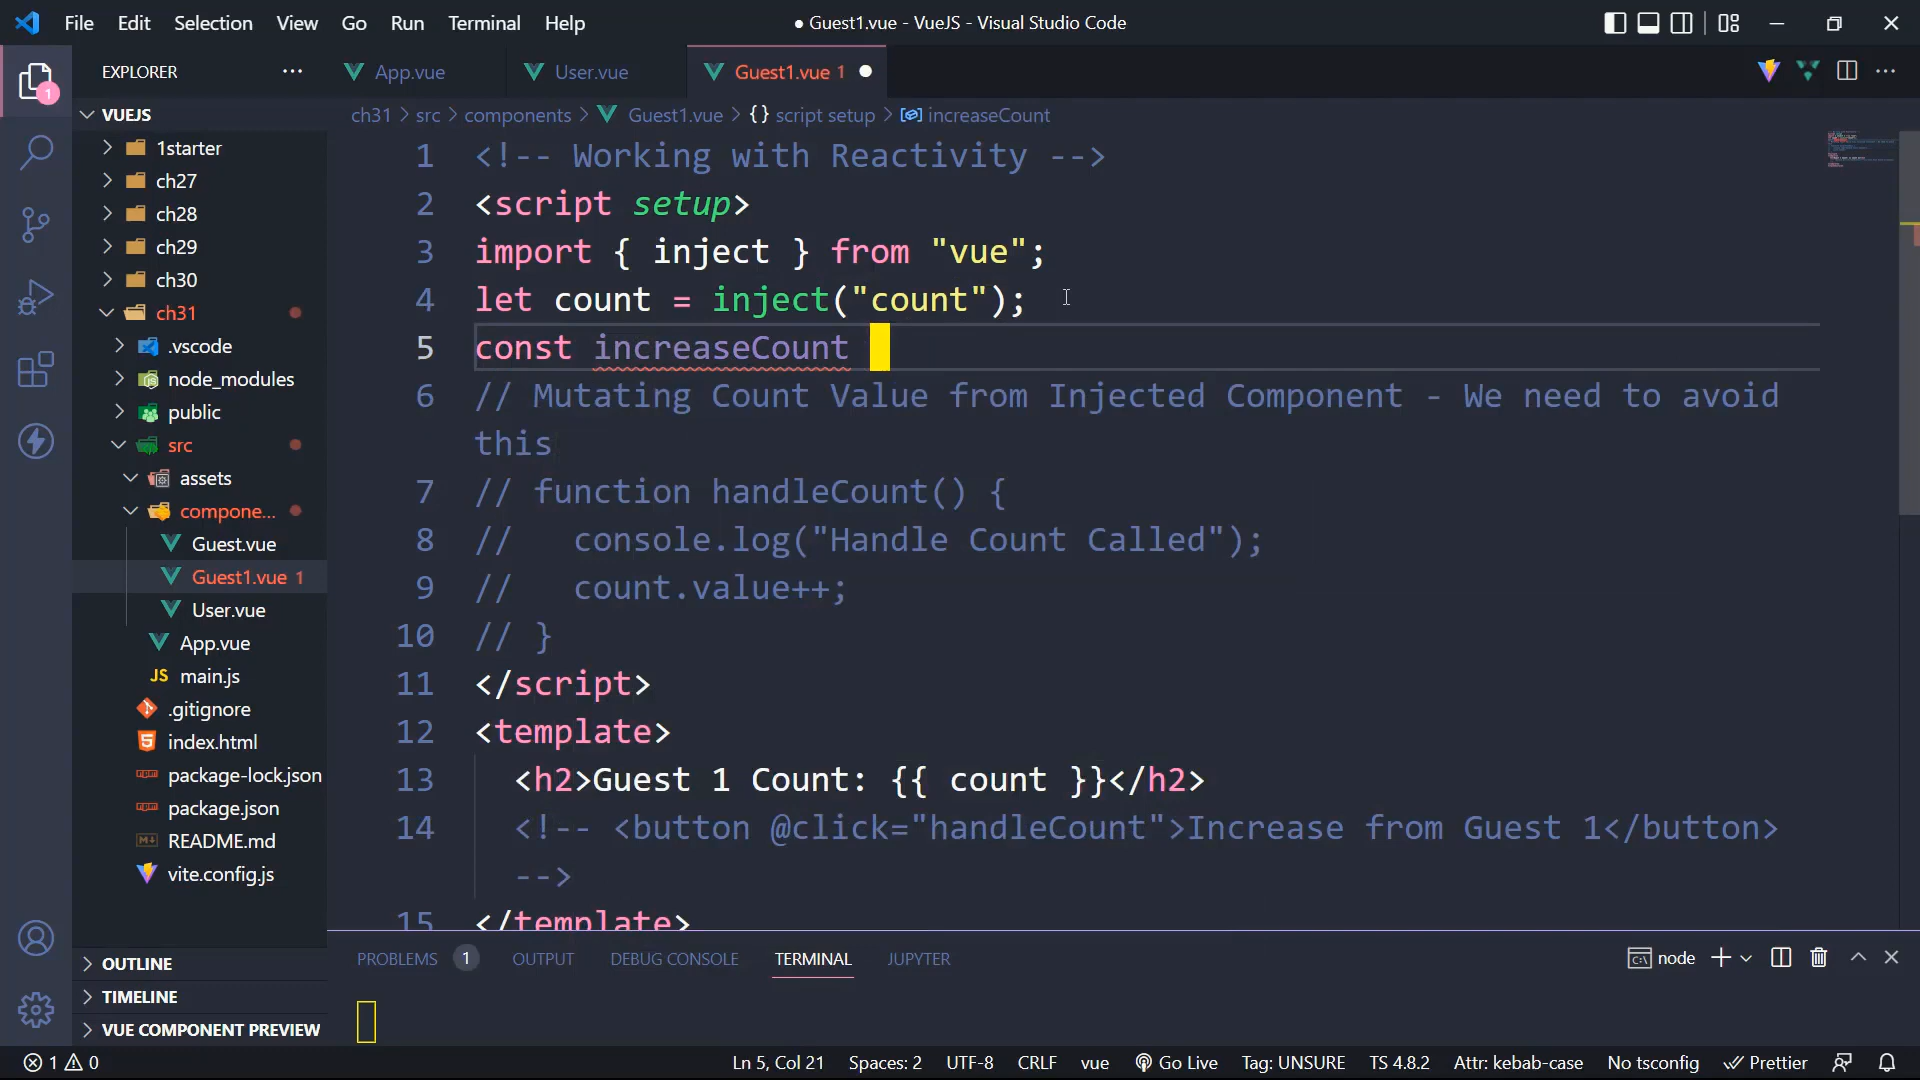 File Edit Selection View Go Run Terminal Help
● Guest1.vue - VueJS - Visual Studio Code
EXPLORER
App.vue
User.vue
Guest1.vue 1
1
VUEJS
1starter
ch27
ch28
ch29
ch30
ch31
.vscode
node_modules
public
src
assets
compone...
Guest.vue
Guest1.vue 1
User.vue
App.vue
JS main.js
.gitignore
index.html
package-lock.json
package.json
README.md
vite.config.js
OUTLINE
TIMELINE
VUE COMPONENT PREVIEW
ch31 > src > components > Guest1.vue > {} script setup > increaseCount
1 <!-- Working with Reactivity -->
2 <script setup>
3 import { inject } from "vue";
4 let count = inject("count");
5 const increaseCount
6 // Mutating Count Value from Injected Component - We need to avoid
this
7 // function handleCount() {
8 //   console.log("Handle Count Called");
9 //   count.value++;
10 // }
11 </script>
12 <template>
13   <h2>Guest 1 Count: {{ count }}</h2>
14   <!-- <button @click="handleCount">Increase from Guest 1</button>
-->
15 </template>
PROBLEMS 1 OUTPUT DEBUG CONSOLE TERMINAL JUPYTER
node
1 0
Ln 5, Col 21 Spaces: 2 UTF-8 CRLF vue Go Live Tag: UNSURE TS 4.8.2 Attr: kebab-case No tsconfig Prettier